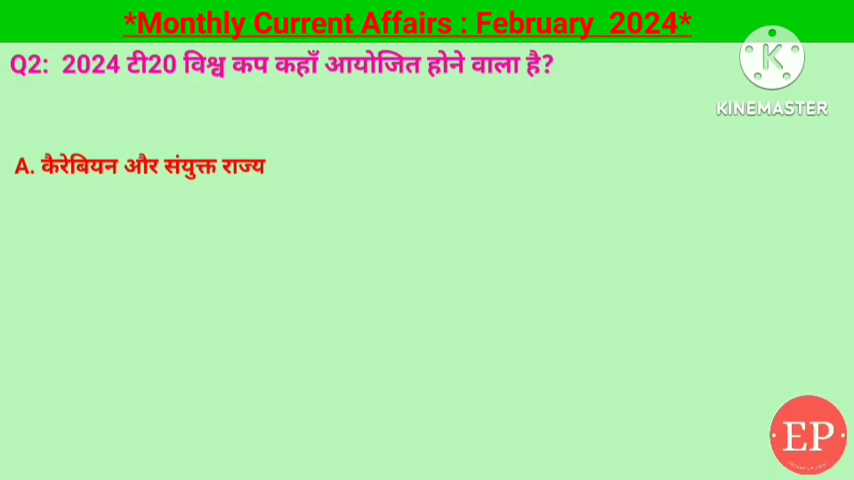 *Monthly Current Affairs : February 2024*
Q2: 2024 टी20 विश्व कप कहाँ आयोजित होने वाला है?
KINEMASTER
A. कैरेबियन और संयुक्त राज्य
EP